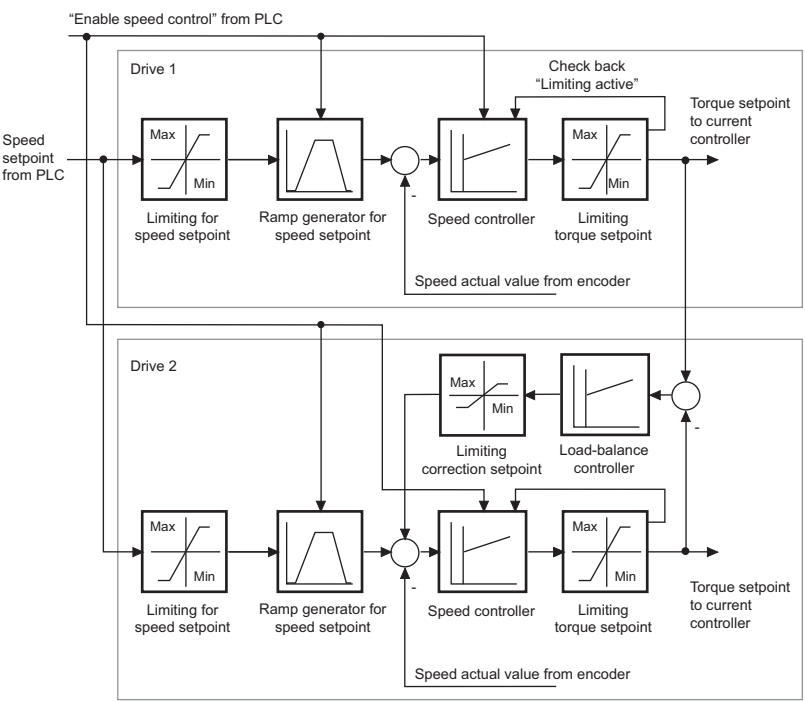 “Enable speed control” from PLC
Drive 1
Check back
“Limiting active”
Torque setpoint
to current
controller
Speed
setpoint
from PLC
Max
Min
Max
Min
-
Limiting for
speed setpoint
Ramp generator for
speed setpoint
Speed controller
Limiting
torque setpoint
Speed actual value from encoder
Drive 2
Max
Min
-
Limiting
correction setpoint
Load-balance
controller
Max
Min
Max
Min
-
Limiting for
speed setpoint
Ramp generator for
speed setpoint
Speed controller
Limiting
torque setpoint
Torque setpoint
to current
controller
Speed actual value from encoder